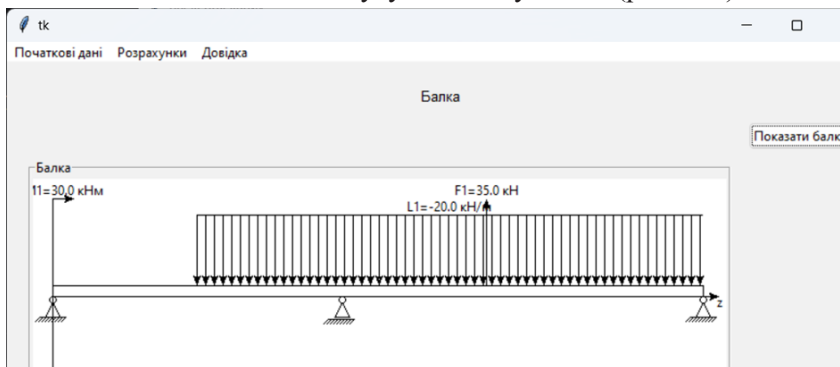 tk
Початкові дані Розрахунки Довідка
Балка
Показати балк
Балка
11=30.0 кНм
F1=35.0 кН
L1=-20.0 кН/м
z